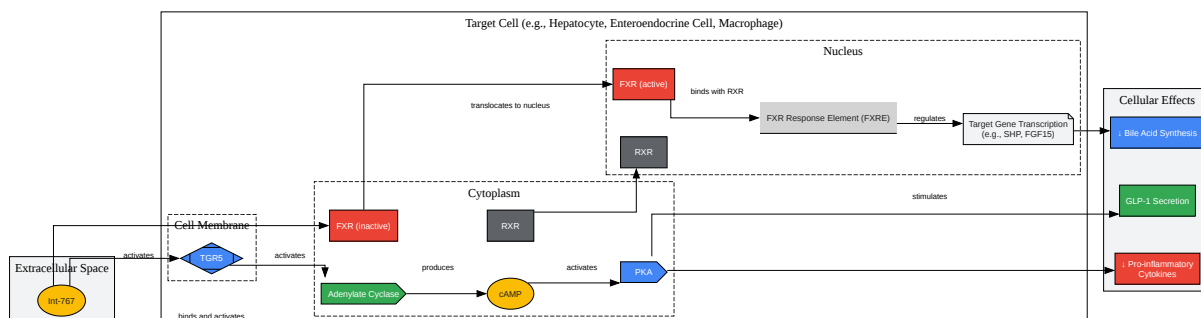 Target Cell (e.g., Hepatocyte, Enteroendocrine Cell, Macrophage)
Nucleus
FXR (active)
binds with RXR
translocates to nucleus
FXR Response Element (FXRE)
regulates
Target Gene Transcription
(e.g., SHP, FGF15)
RXR
Cellular Effects
↓ Bile Acid Synthesis
stimulates
GLP-1 Secretion
↓ Pro-inflammatory
Cytokines
Cytoplasm
FXR (inactive)
RXR
Cell Membrane
TGR5
activates
activates
produces
activates
Adenylate Cyclase
cAMP
PKA
Extracellular Space
Int-767
binds and activates